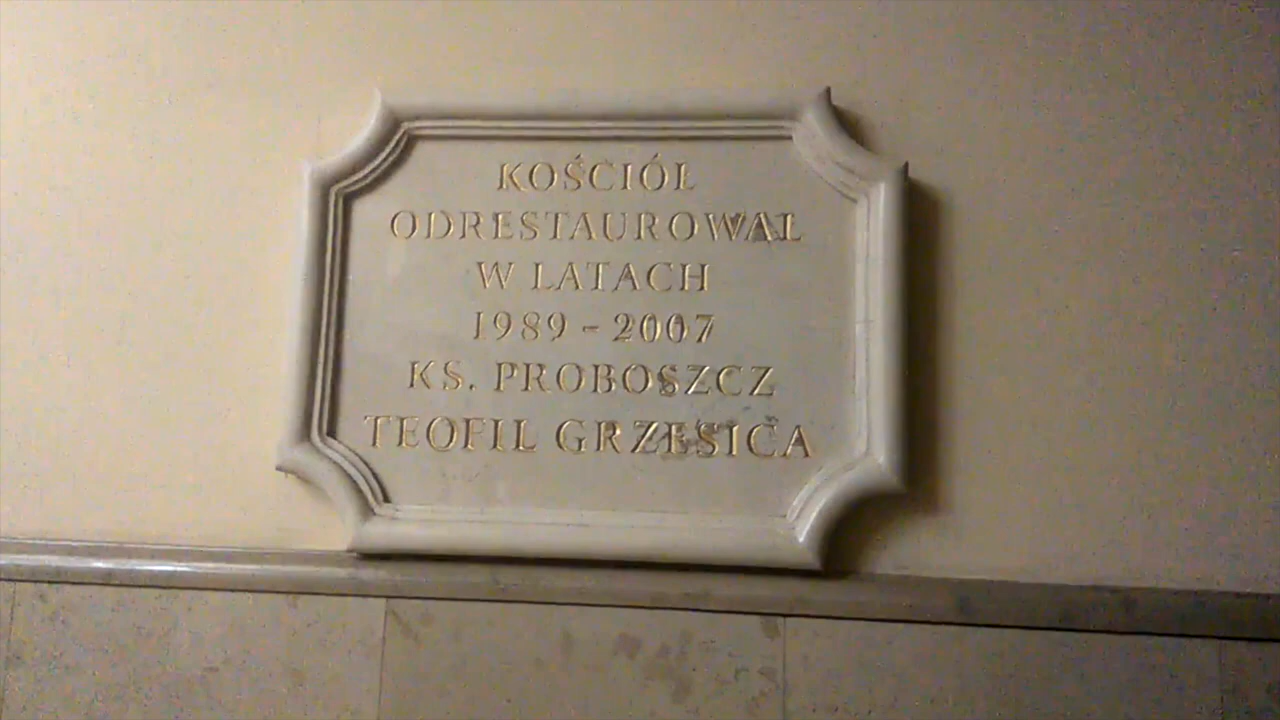 KOŚCIÓŁ
ODRESTAUROWAŁ
W LATACH
1989 - 2007
KS. PROBOSZCZ
TEOFIL GRZESICA